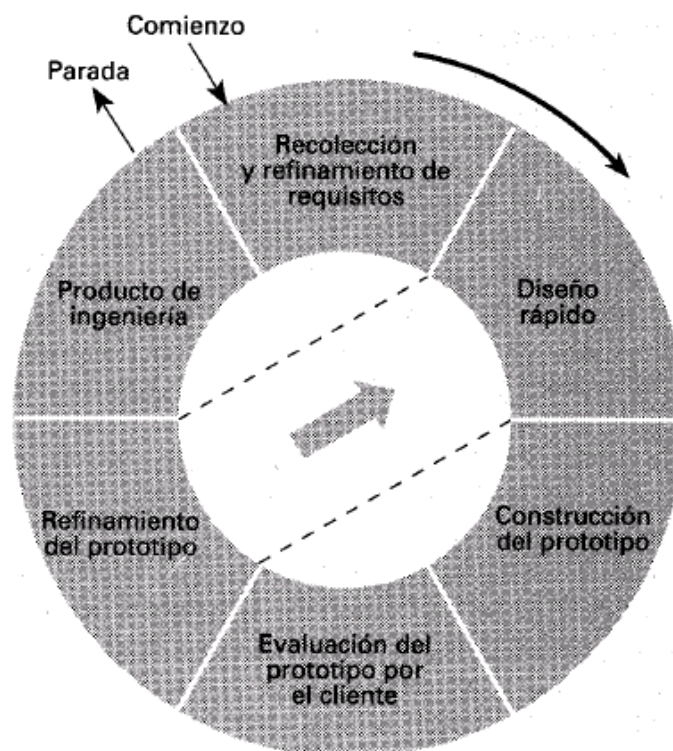 Comienzo
Parada
Recolección
y refinamiento de
requisitos
Diseño
rápido
Construcción
del prototipo
Evaluación del
prototipo por
el cliente
Refinamiento
del prototipo
Producto de
ingeniería